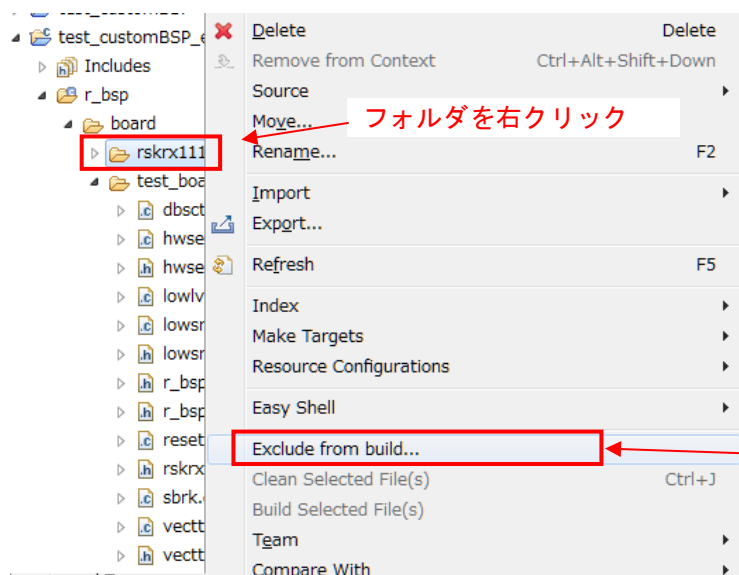 Delete Delete
test_customBSP_e
Remove from Context Ctrl+Alt+Shift+Down
Includes
r_bsp
Source
board
Move...
フォルダを右クリック
rskrx111
Rename... F2
test_boa
Import
dbsct
Export...
hwse
hwse
Refresh F5
lowlv
Index
lowsr
Make Targets
lowsr
Resource Configurations
r_bsp
r_bsp
Easy Shell
reset
Exclude from build...
rskrx
Clean Selected File(s) Ctrl+J
sbrk.
Build Selected File(s)
vectt
Team
vectt
Compare With